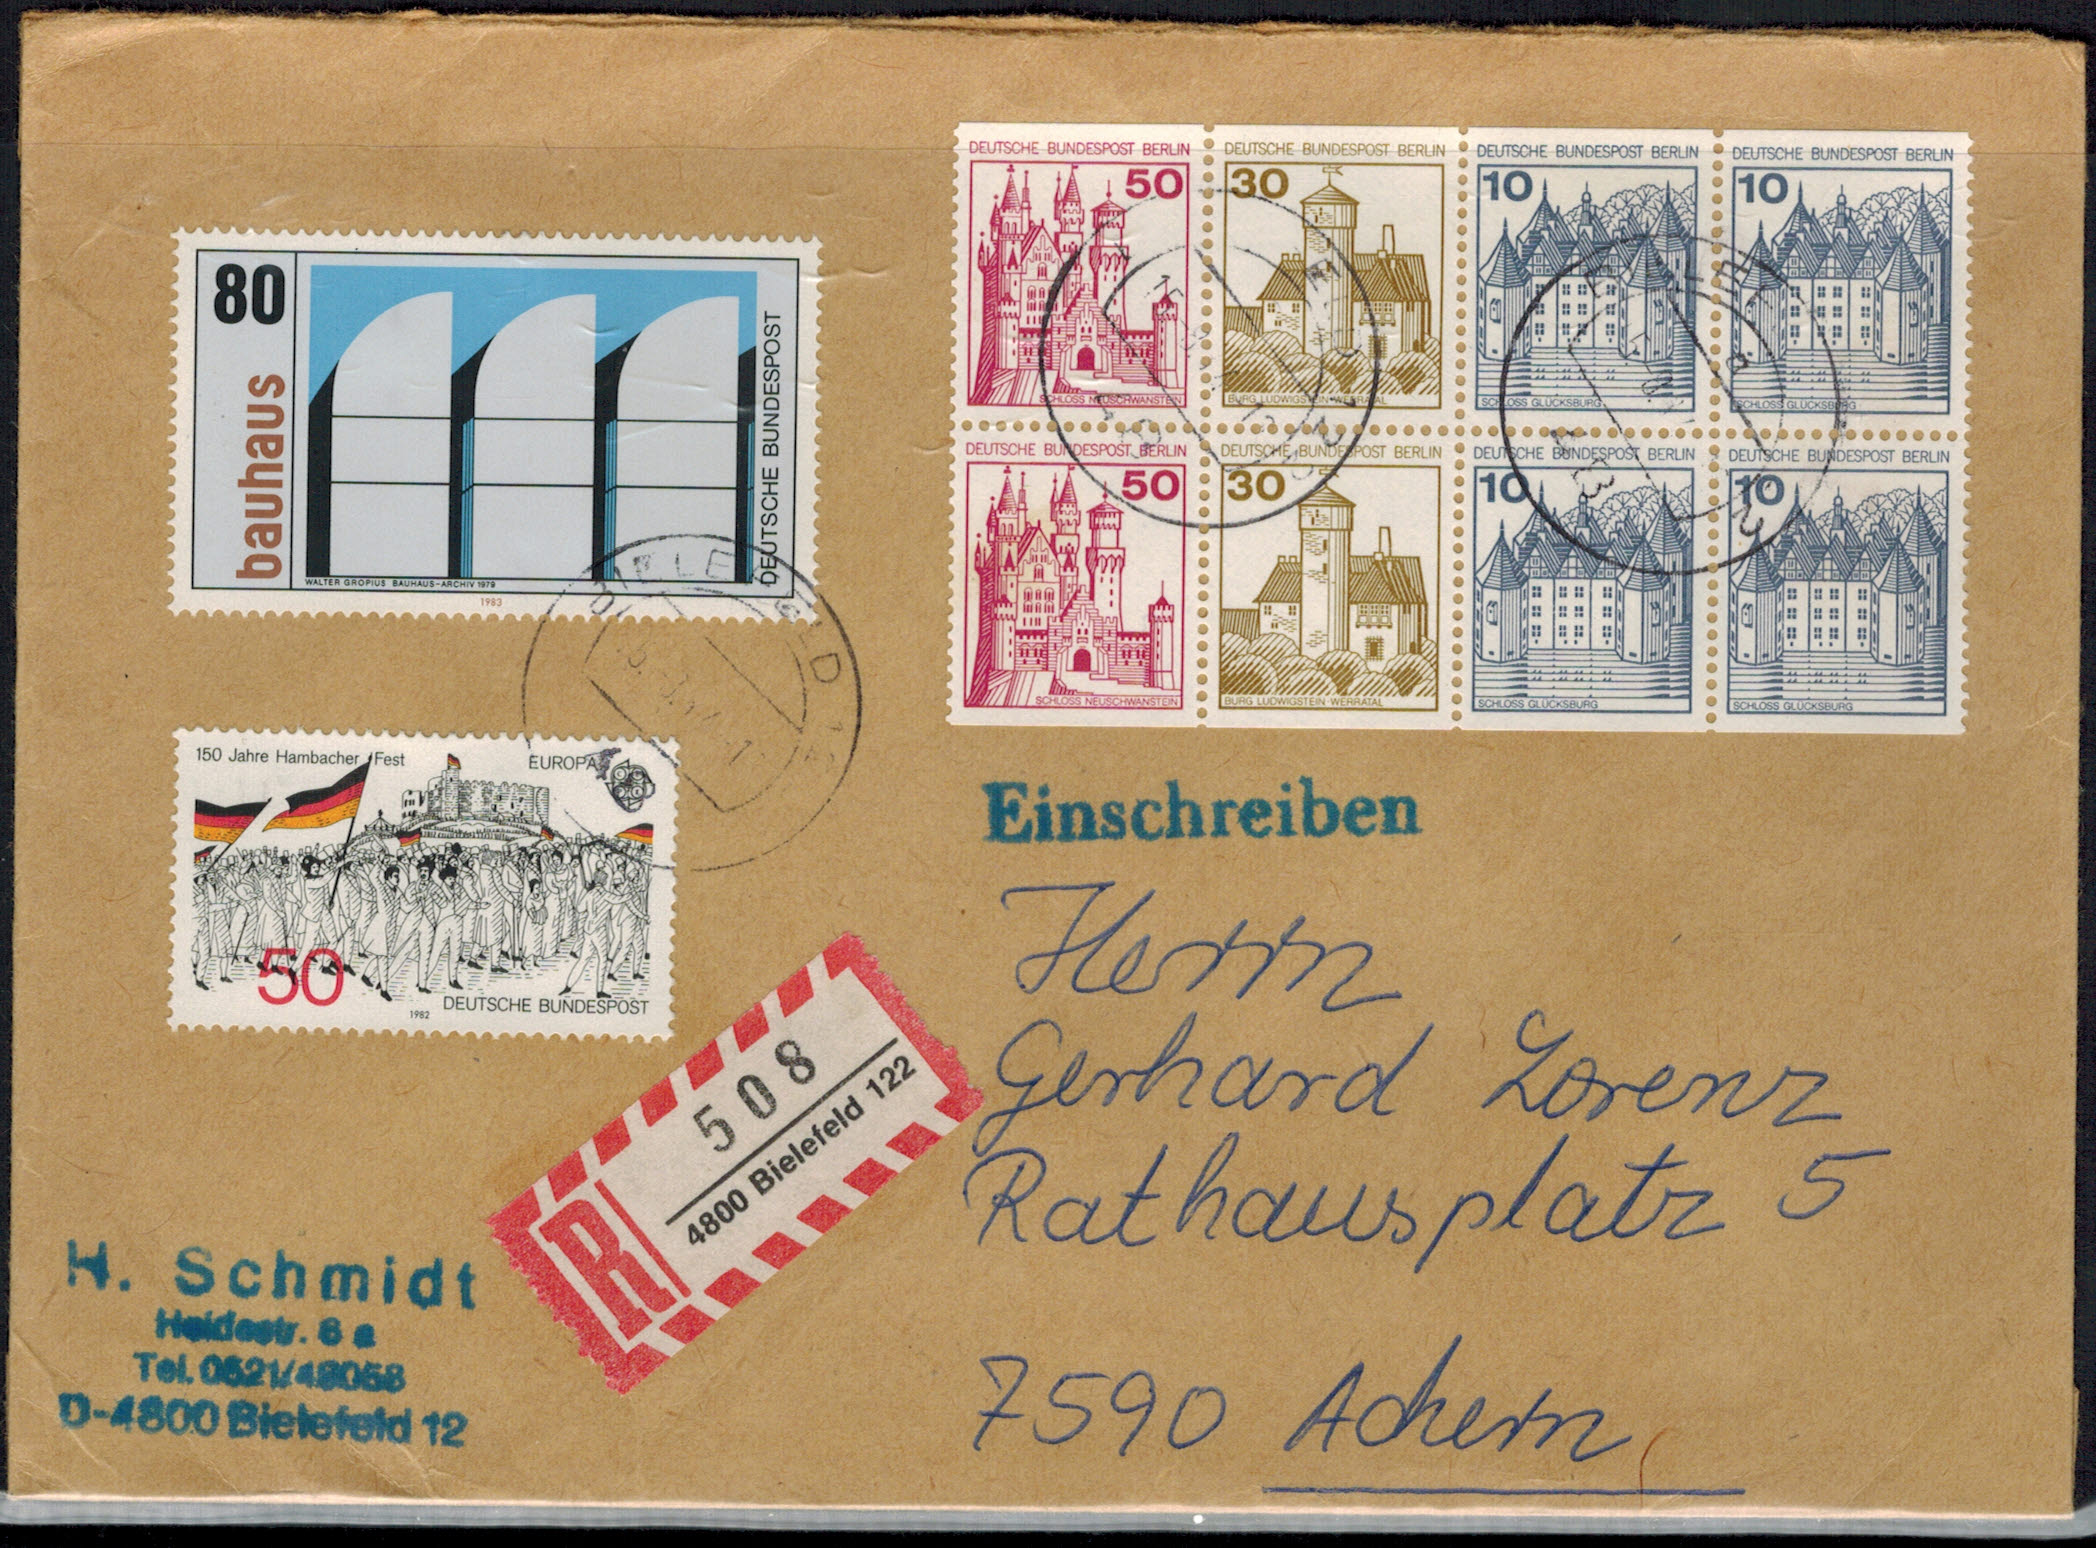 DEUTSCHE BUNDESPOST BERLIN
50
SCHLOSS NEUSCHWANSTEIN
DEUTSCHE BUNDESPOST BERLIN
30
BURG LUDWIGSTEIN·WERRATAL
DEUTSCHE BUNDESPOST BERLIN
10
SCHLOSS GLÜCKSBURG
DEUTSCHE BUNDESPOST BERLIN
10
SCHLOSS GLÜCKSBURG
DEUTSCHE BUNDESPOST BERLIN
50
SCHLOSS NEUSCHWANSTEIN
DEUTSCHE BUNDESPOST BERLIN
30
BURG LUDWIGSTEIN·WERRATAL
DEUTSCHE BUNDESPOST BERLIN
10
SCHLOSS GLÜCKSBURG
DEUTSCHE BUNDESPOST BERLIN
10
SCHLOSS GLÜCKSBURG
80
bauhaus
DEUTSCHE BUNDESPOST
WALTER GROPIUS BAUHAUS-ARCHIV 1979
1983
BIELEFELD
150 Jahre Hambacher Fest
EUROPA
50
DEUTSCHE BUNDESPOST
1982
Einschreiben
Herrn
Gerhard Lorenz
Rathausplatz 5
7590 Achern
R
508
4800 Bielefeld 122
H. Schmidt
Heidestr. 6 a
Tel. 0521/49058
D-4800 Bielefeld 12